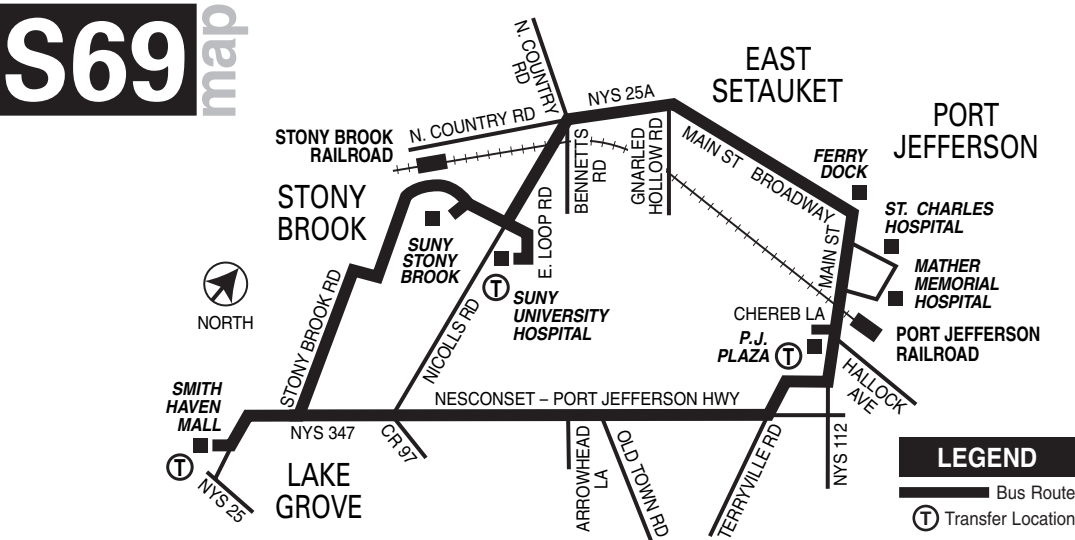 S69
map
N. COUNTRY
RD
NYS 25A
EAST
SETAUKET
PORT
JEFFERSON
N. COUNTRY RD
STONY BROOK
RAILROAD
BENNETTS
RD
GNARLED
HOLLOW RD
MAIN ST
BROADWAY
FERRY
DOCK
STONY
BROOK
SUNY
STONY
BROOK
E. LOOP RD
ST. CHARLES
HOSPITAL
MAIN ST
MATHER
MEMORIAL
HOSPITAL
NORTH
T
SUNY
UNIVERSITY
HOSPITAL
STONY BROOK RD
NICOLLS RD
CHEREB LA
P.J.
PLAZA
T
PORT JEFFERSON
RAILROAD
HALLOCK
AVE
SMITH
HAVEN
MALL
NESCONSET – PORT JEFFERSON HWY
NYS 347
T
NYS 25
LAKE
GROVE
CR 97
ARROWHEAD
LA
OLD TOWN RD
TERRYVILLE RD
NYS 112
LEGEND
Bus Route
T Transfer Location